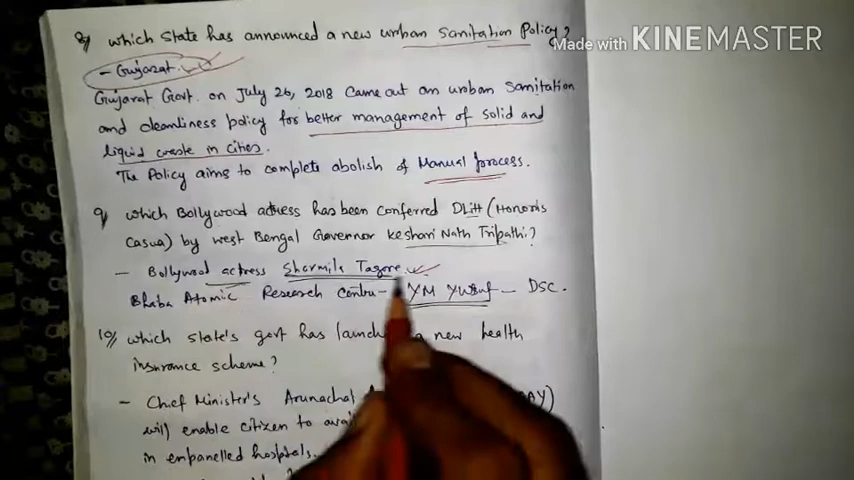 8) which State has announced a new urban Sanitation Policy?
Made with KINEMASTER
- Gujarat.
Gujarat Govt. on July 26, 2018 came out an urban Sanitation
and cleanliness policy for better management of solid and
liquid waste in cities.
The Policy aims to complete abolish of Manual process.
9) which Bollywood actress has been conferred DLitt (Honoris
Casua) by west Bengal Governor Keshari Nath Tripathi?
- Bollywood actress Sharmila Tagore.
Bhaba Atomic Research Centre - YM - DSC.
10) which state's govt has new health
insurance scheme?
- Chief Minister's Arunachal AY)
will enable citizen to
in empanelled hospitals.